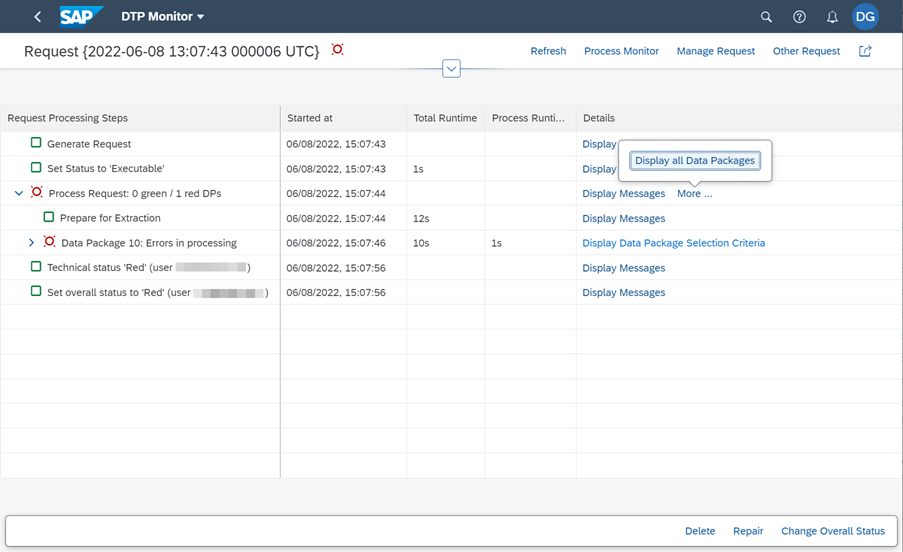 SAP DTP Monitor DG
Request {2022-06-08 13:07:43 000006 UTC} Refresh Process Monitor Manage Request Other Request
Request Processing Steps Started at Total Runtime Process Runti... Details
Generate Request 06/08/2022, 15:07:43 Display
Display all Data Packages
Set Status to 'Executable' 06/08/2022, 15:07:43 1s Display
Process Request: 0 green / 1 red DPs 06/08/2022, 15:07:44 Display Messages More ...
Prepare for Extraction 06/08/2022, 15:07:44 12s Display Messages
Data Package 10: Errors in processing 06/08/2022, 15:07:46 10s 1s Display Data Package Selection Criteria
Technical status 'Red' (user ) 06/08/2022, 15:07:56 Display Messages
Set overall status to 'Red' (user ) 06/08/2022, 15:07:56 Display Messages
Delete Repair Change Overall Status